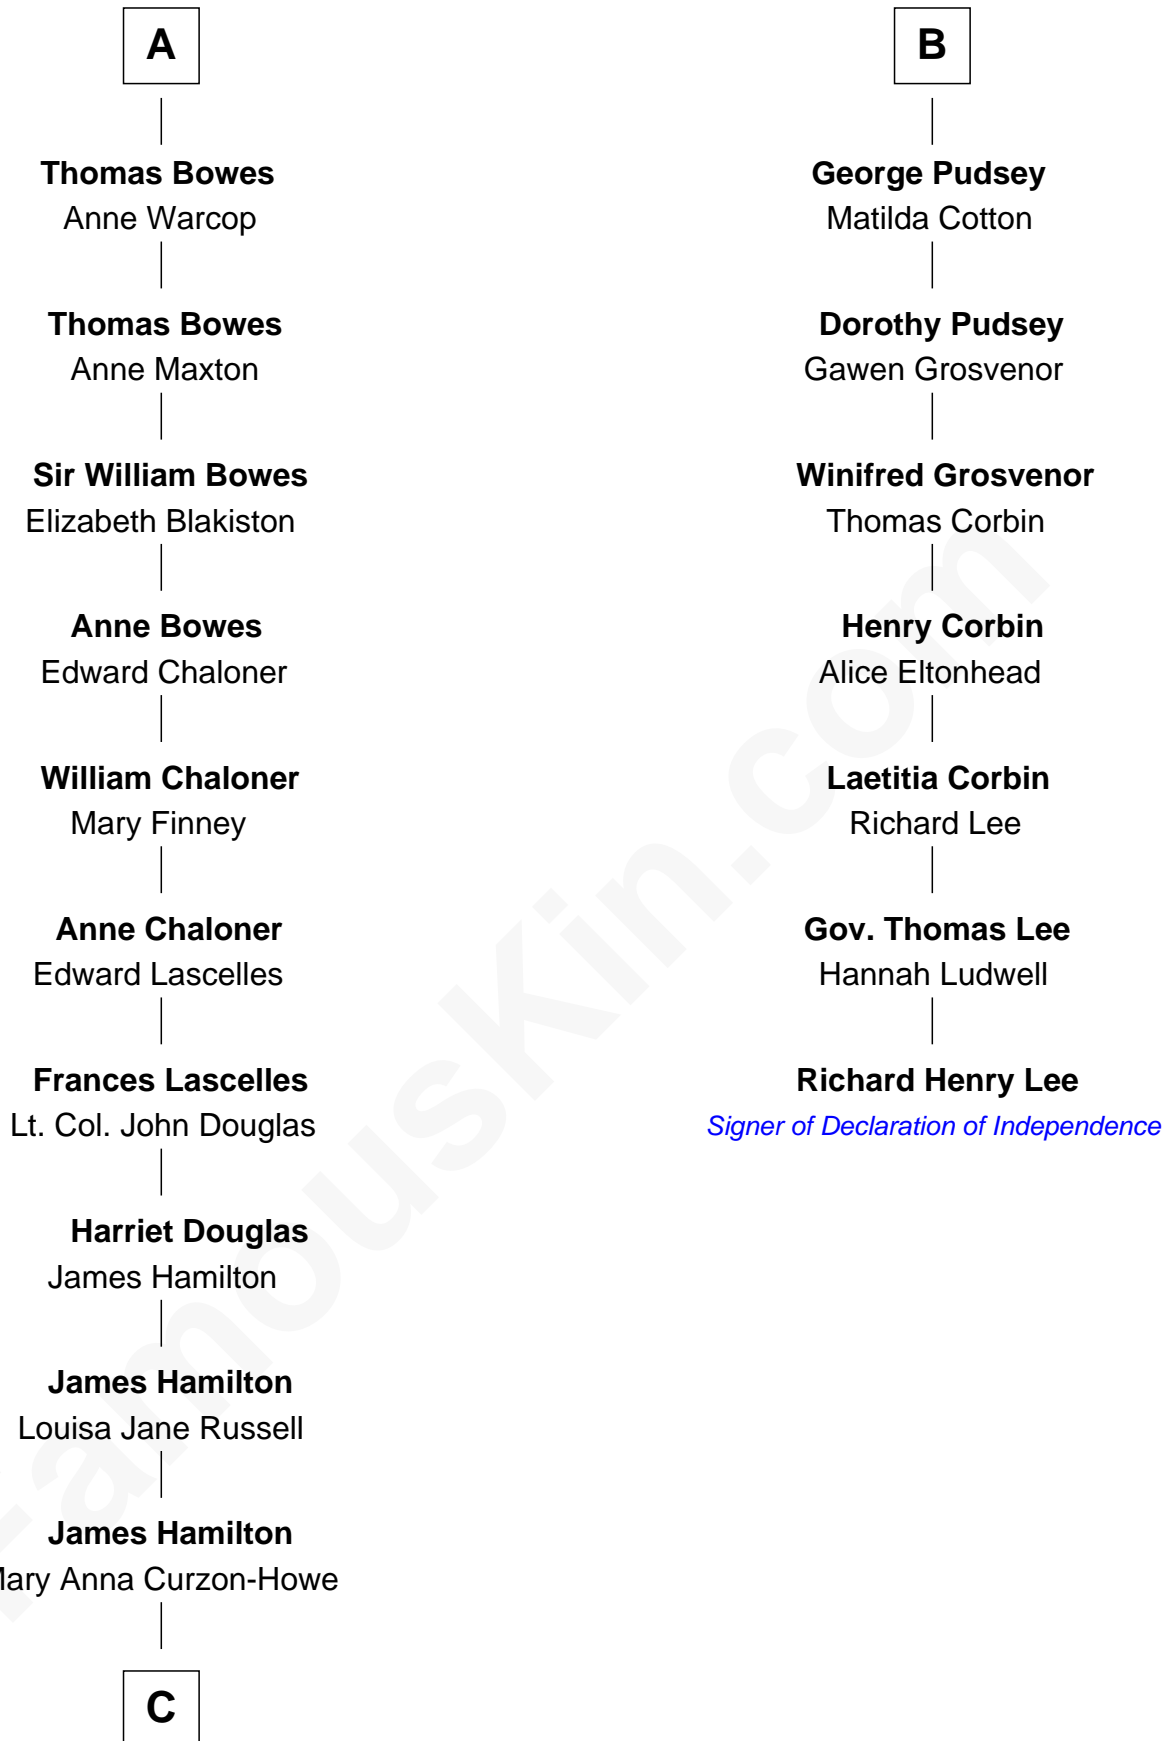 A
Thomas Bowes
Anne Warcop
Thomas Bowes
Anne Maxton
Sir William Bowes
Elizabeth Blakiston
Anne Bowes
Edward Chaloner
William Chaloner
Mary Finney
Anne Chaloner
Edward Lascelles
Frances Lascelles
Lt. Col. John Douglas
Harriet Douglas
James Hamilton
James Hamilton
Louisa Jane Russell
James Hamilton
Mary Anna Curzon-Howe
C
B
George Pudsey
Matilda Cotton
Dorothy Pudsey
Gawen Grosvenor
Winifred Grosvenor
Thomas Corbin
Henry Corbin
Alice Eltonhead
Laetitia Corbin
Richard Lee
Gov. Thomas Lee
Hannah Ludwell
Richard Henry Lee
Signer of Declaration of Independence
FamousKin.com